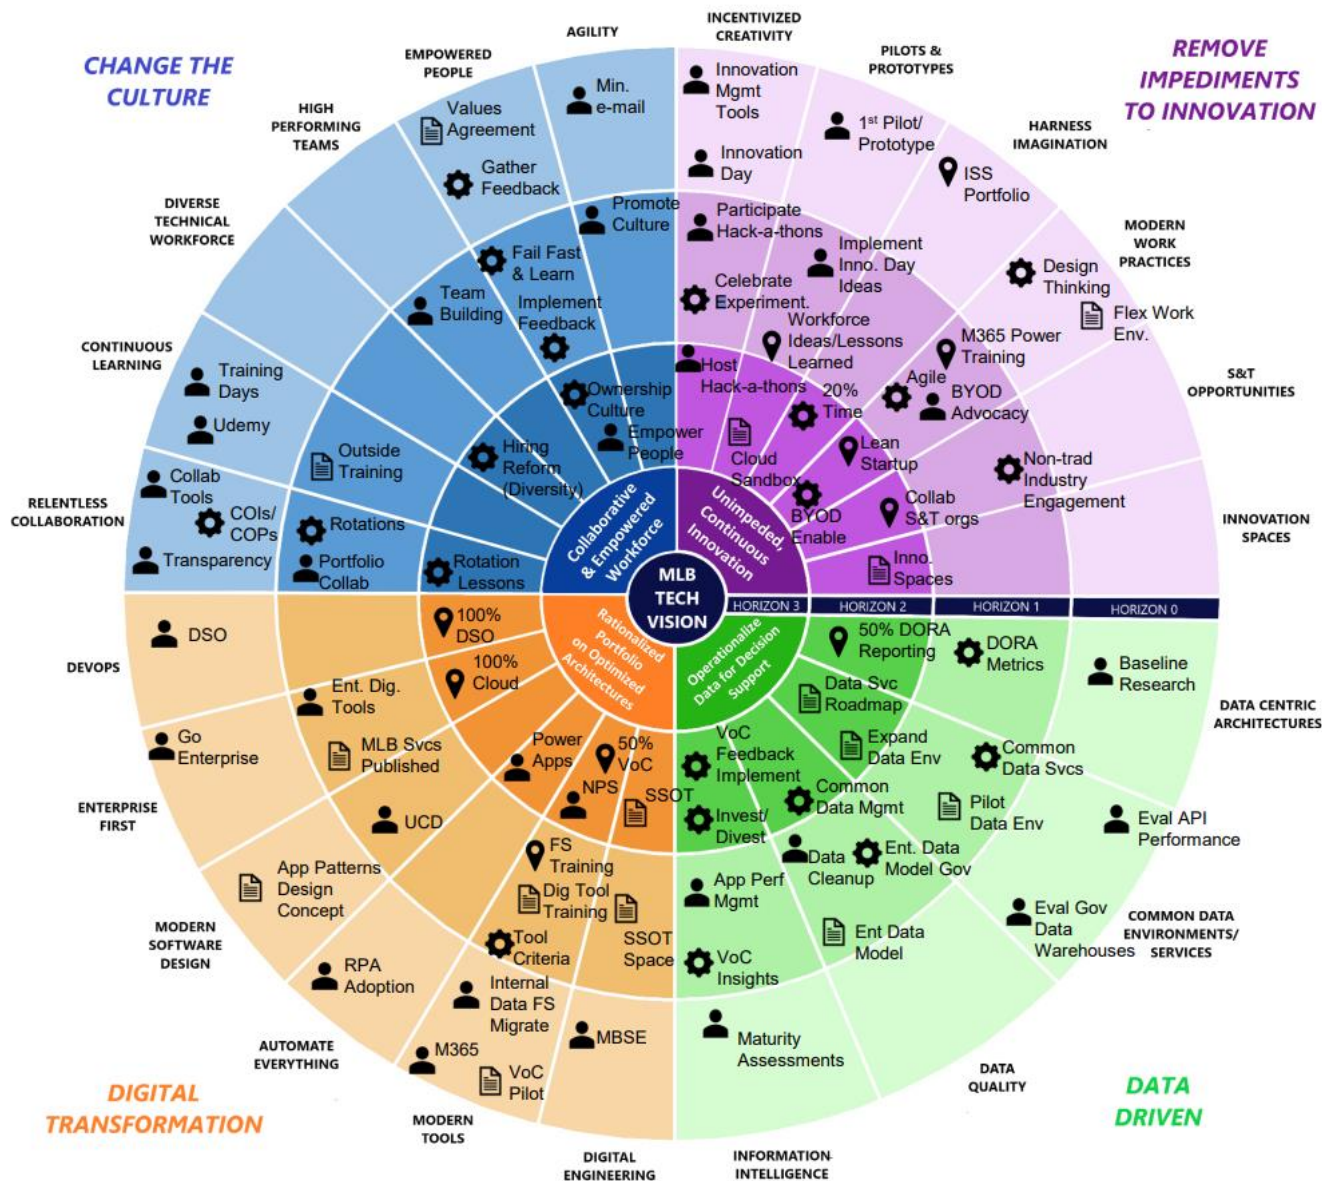 CHANGE THE
CULTURE
REMOVE
IMPEDIMENTS
TO INNOVATION
DIGITAL
TRANSFORMATION
DATA
DRIVEN
RELENTLESS
COLLABORATION
CONTINUOUS
LEARNING
DIVERSE
TECHNICAL
WORKFORCE
HIGH
PERFORMING
TEAMS
EMPOWERED
PEOPLE
AGILITY
INCENTIVIZED
CREATIVITY
PILOTS &
PROTOTYPES
HARNESS
IMAGINATION
MODERN
WORK
PRACTICES
S&T
OPPORTUNITIES
INNOVATION
SPACES
DATA CENTRIC
ARCHITECTURES
COMMON DATA
ENVIRONMENTS/
SERVICES
DATA
QUALITY
INFORMATION
INTELLIGENCE
DIGITAL
ENGINEERING
MODERN
TOOLS
AUTOMATE
EVERYTHING
MODERN
SOFTWARE
DESIGN
ENTERPRISE
FIRST
DEVOPS
Values
Agreement
Gather
Feedback
Min.
e-mail
Promote
Culture
Fail Fast
& Learn
Implement
Feedback
Team
Building
Ownership
Culture
Empower
People
Training
Days
Udemy
Outside
Training
Hiring
Reform
(Diversity)
Collab
Tools
COIs/
COPs
Transparency
Rotations
Portfolio
Collab
Rotation
Lessons
Collaborative
& Empowered
Workforce
Innovation
Mgmt
Tools
Innovation
Day
1st Pilot/
Prototype
ISS
Portfolio
Participate
Hack-a-thons
Implement
Inno. Day
Ideas
Design
Thinking
Flex Work
Env.
Celebrate
Experiment.
Workforce
Ideas/Lessons
Learned
M365 Power
Training
Host
Hack-a-thons
20%
Time
Agile
BYOD
Advocacy
Cloud
Sandbox
Lean
Startup
Non-trad
Industry
Engagement
BYOD
Enable
Collab
S&T orgs
Inno.
Spaces
Unimpeded,
Continuous
Innovation
MLB
TECH
VISION
HORIZON 3
HORIZON 2
HORIZON 1
HORIZON 0
DSO
100%
DSO
100%
Cloud
Ent. Dig.
Tools
Go
Enterprise
MLB Svcs
Published
Power
Apps
50%
VoC
NPS
SSOT
UCD
FS
Training
App Patterns
Design
Concept
Dig Tool
Training
SSOT
Space
Tool
Criteria
RPA
Adoption
Internal
Data FS
Migrate
M365
VoC
Pilot
MBSE
Rationalized
Portfolio
on Optimized
Architectures
Operationalize
Data for Decision
Support
50% DORA
Reporting
DORA
Metrics
Baseline
Research
Data Svc
Roadmap
VoC
Feedback
Implement
Expand
Data Env
Common
Data Svcs
Common
Data Mgmt
Pilot
Data Env
Eval API
Performance
Invest/
Divest
Data
Cleanup
Ent. Data
Model Gov
App Perf
Mgmt
Eval Gov
Data
Warehouses
Ent Data
Model
VoC
Insights
Maturity
Assessments